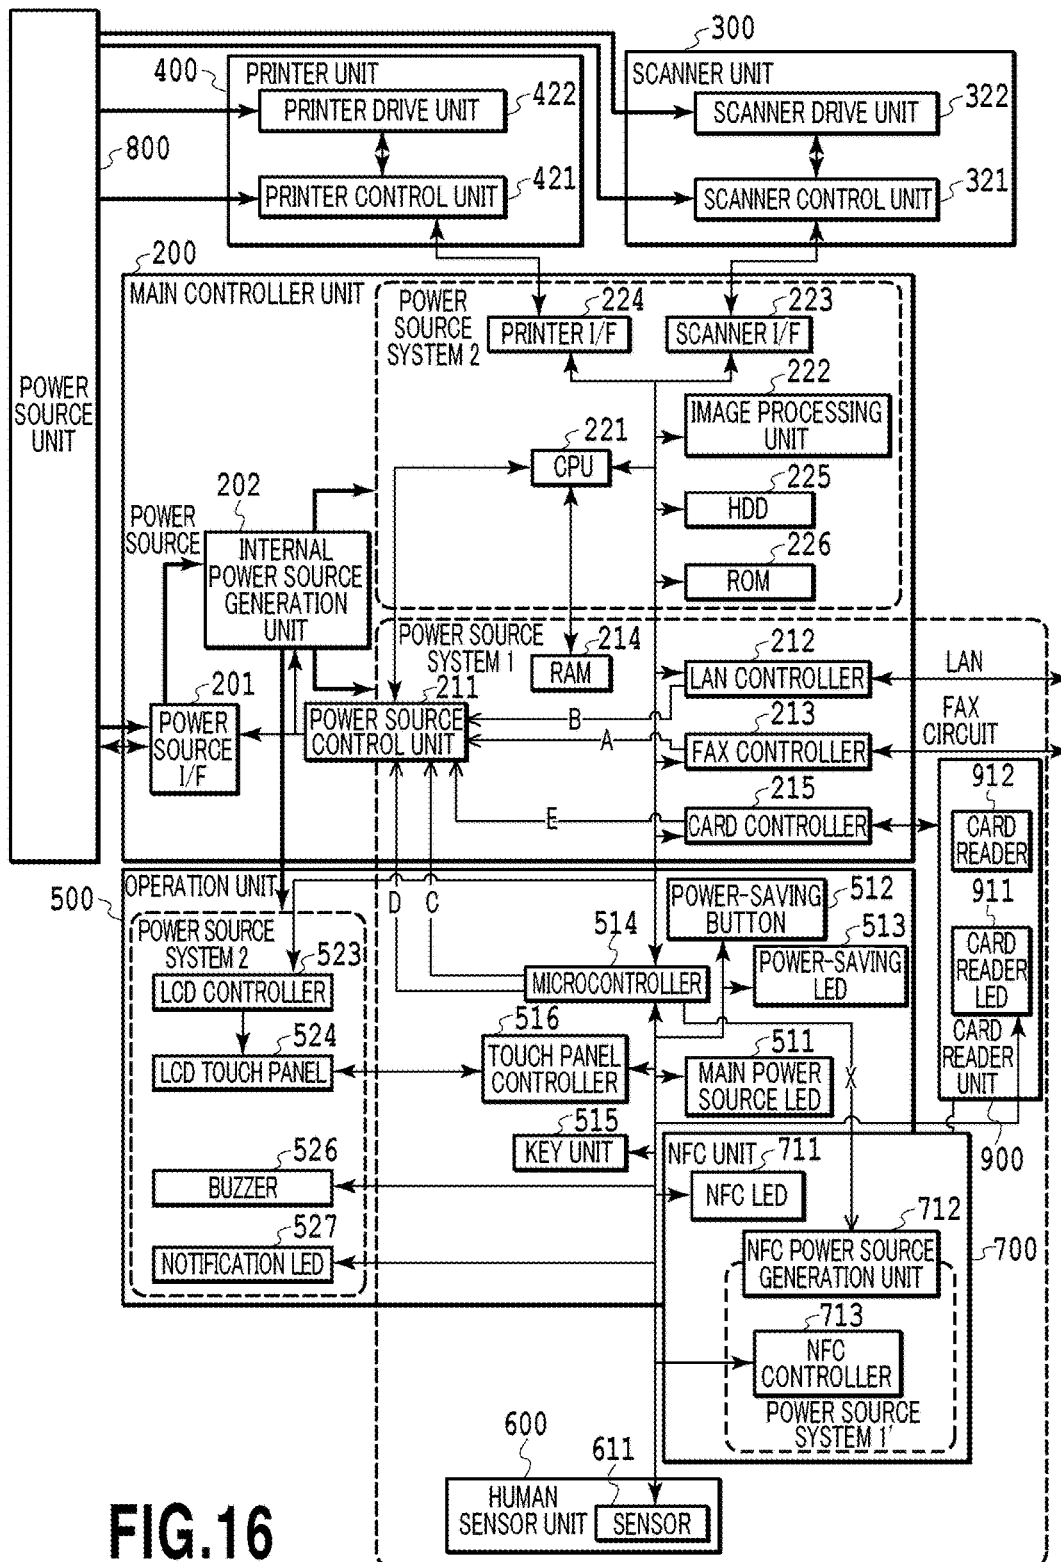 300
400
PRINTER UNIT
SCANNER UNIT
PRINTER DRIVE UNIT
422
SCANNER DRIVE UNIT
322
800
PRINTER CONTROL UNIT
421
SCANNER CONTROL UNIT
321
200
MAIN CONTROLLER UNIT
POWER
SOURCE
SYSTEM 2
224
223
PRINTER I/F
SCANNER I/F
POWER
SOURCE
UNIT
222
IMAGE PROCESSING
UNIT
221
CPU
225
HDD
202
POWER
SOURCE
INTERNAL
POWER SOURCE
GENERATION
UNIT
226
ROM
POWER SOURCE
SYSTEM 1
214
RAM
212
LAN CONTROLLER
LAN
201
POWER
SOURCE
I/F
211
POWER SOURCE
CONTROL UNIT
B
A
213
FAX CONTROLLER
FAX
CIRCUIT
215
E
CARD CONTROLLER
912
CARD
READER
500
OPERATION UNIT
D
C
512
POWER-SAVING
BUTTON
911
CARD
READER
LED
POWER SOURCE
SYSTEM 2
514
513
POWER-SAVING
LED
523
LCD CONTROLLER
MICROCONTROLLER
CARD
READER
UNIT
524
LCD TOUCH PANEL
516
TOUCH PANEL
CONTROLLER
511
MAIN POWER
SOURCE LED
515
KEY UNIT
NFC UNIT
711
NFC LED
900
526
BUZZER
712
NFC POWER SOURCE
GENERATION UNIT
700
527
NOTIFICATION LED
713
NFC
CONTROLLER
POWER SOURCE
SYSTEM 1'
600
611
HUMAN
SENSOR UNIT
SENSOR
FIG.16